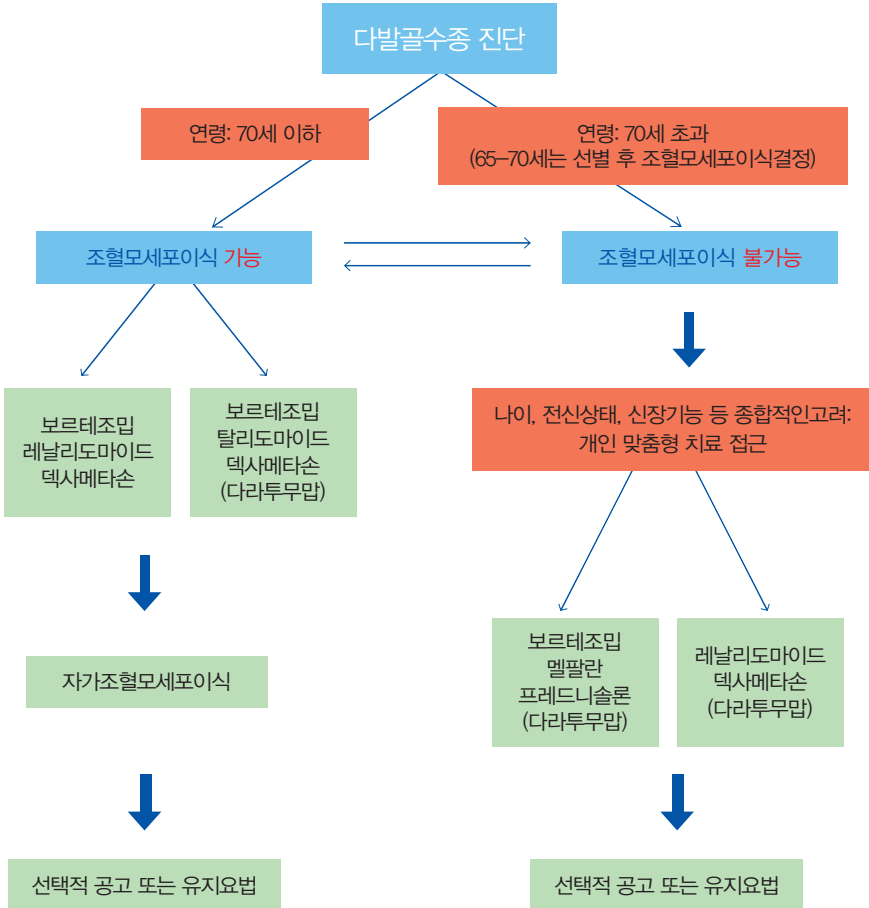 다발골수종 진단
연령: 70세 이하
연령: 70세 초과
(65-70세는 선별 후 조혈모세포이식결정)
조혈모세포이식 가능
조혈모세포이식 불가능
보르테조밉
레날리도마이드
덱사메타손
보르테조밉
탈리도마이드
덱사메타손
(다라투무맙)
나이, 전신상태, 신장기능 등 종합적인고려:
개인 맞춤형 치료 접근
자가조혈모세포이식
보르테조밉
멜팔란
프레드니솔론
(다라투무맙)
레날리도마이드
덱사메타손
(다라투무맙)
선택적 공고 또는 유지요법
선택적 공고 또는 유지요법